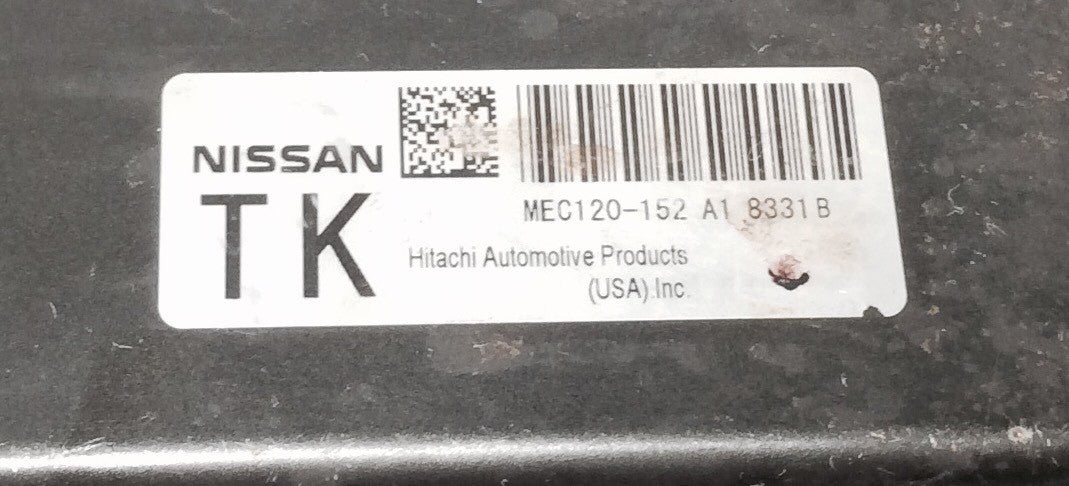 NISSAN
TK
MEC120-152 A1 8331 B
Hitachi Automotive Products
(USA).Inc.